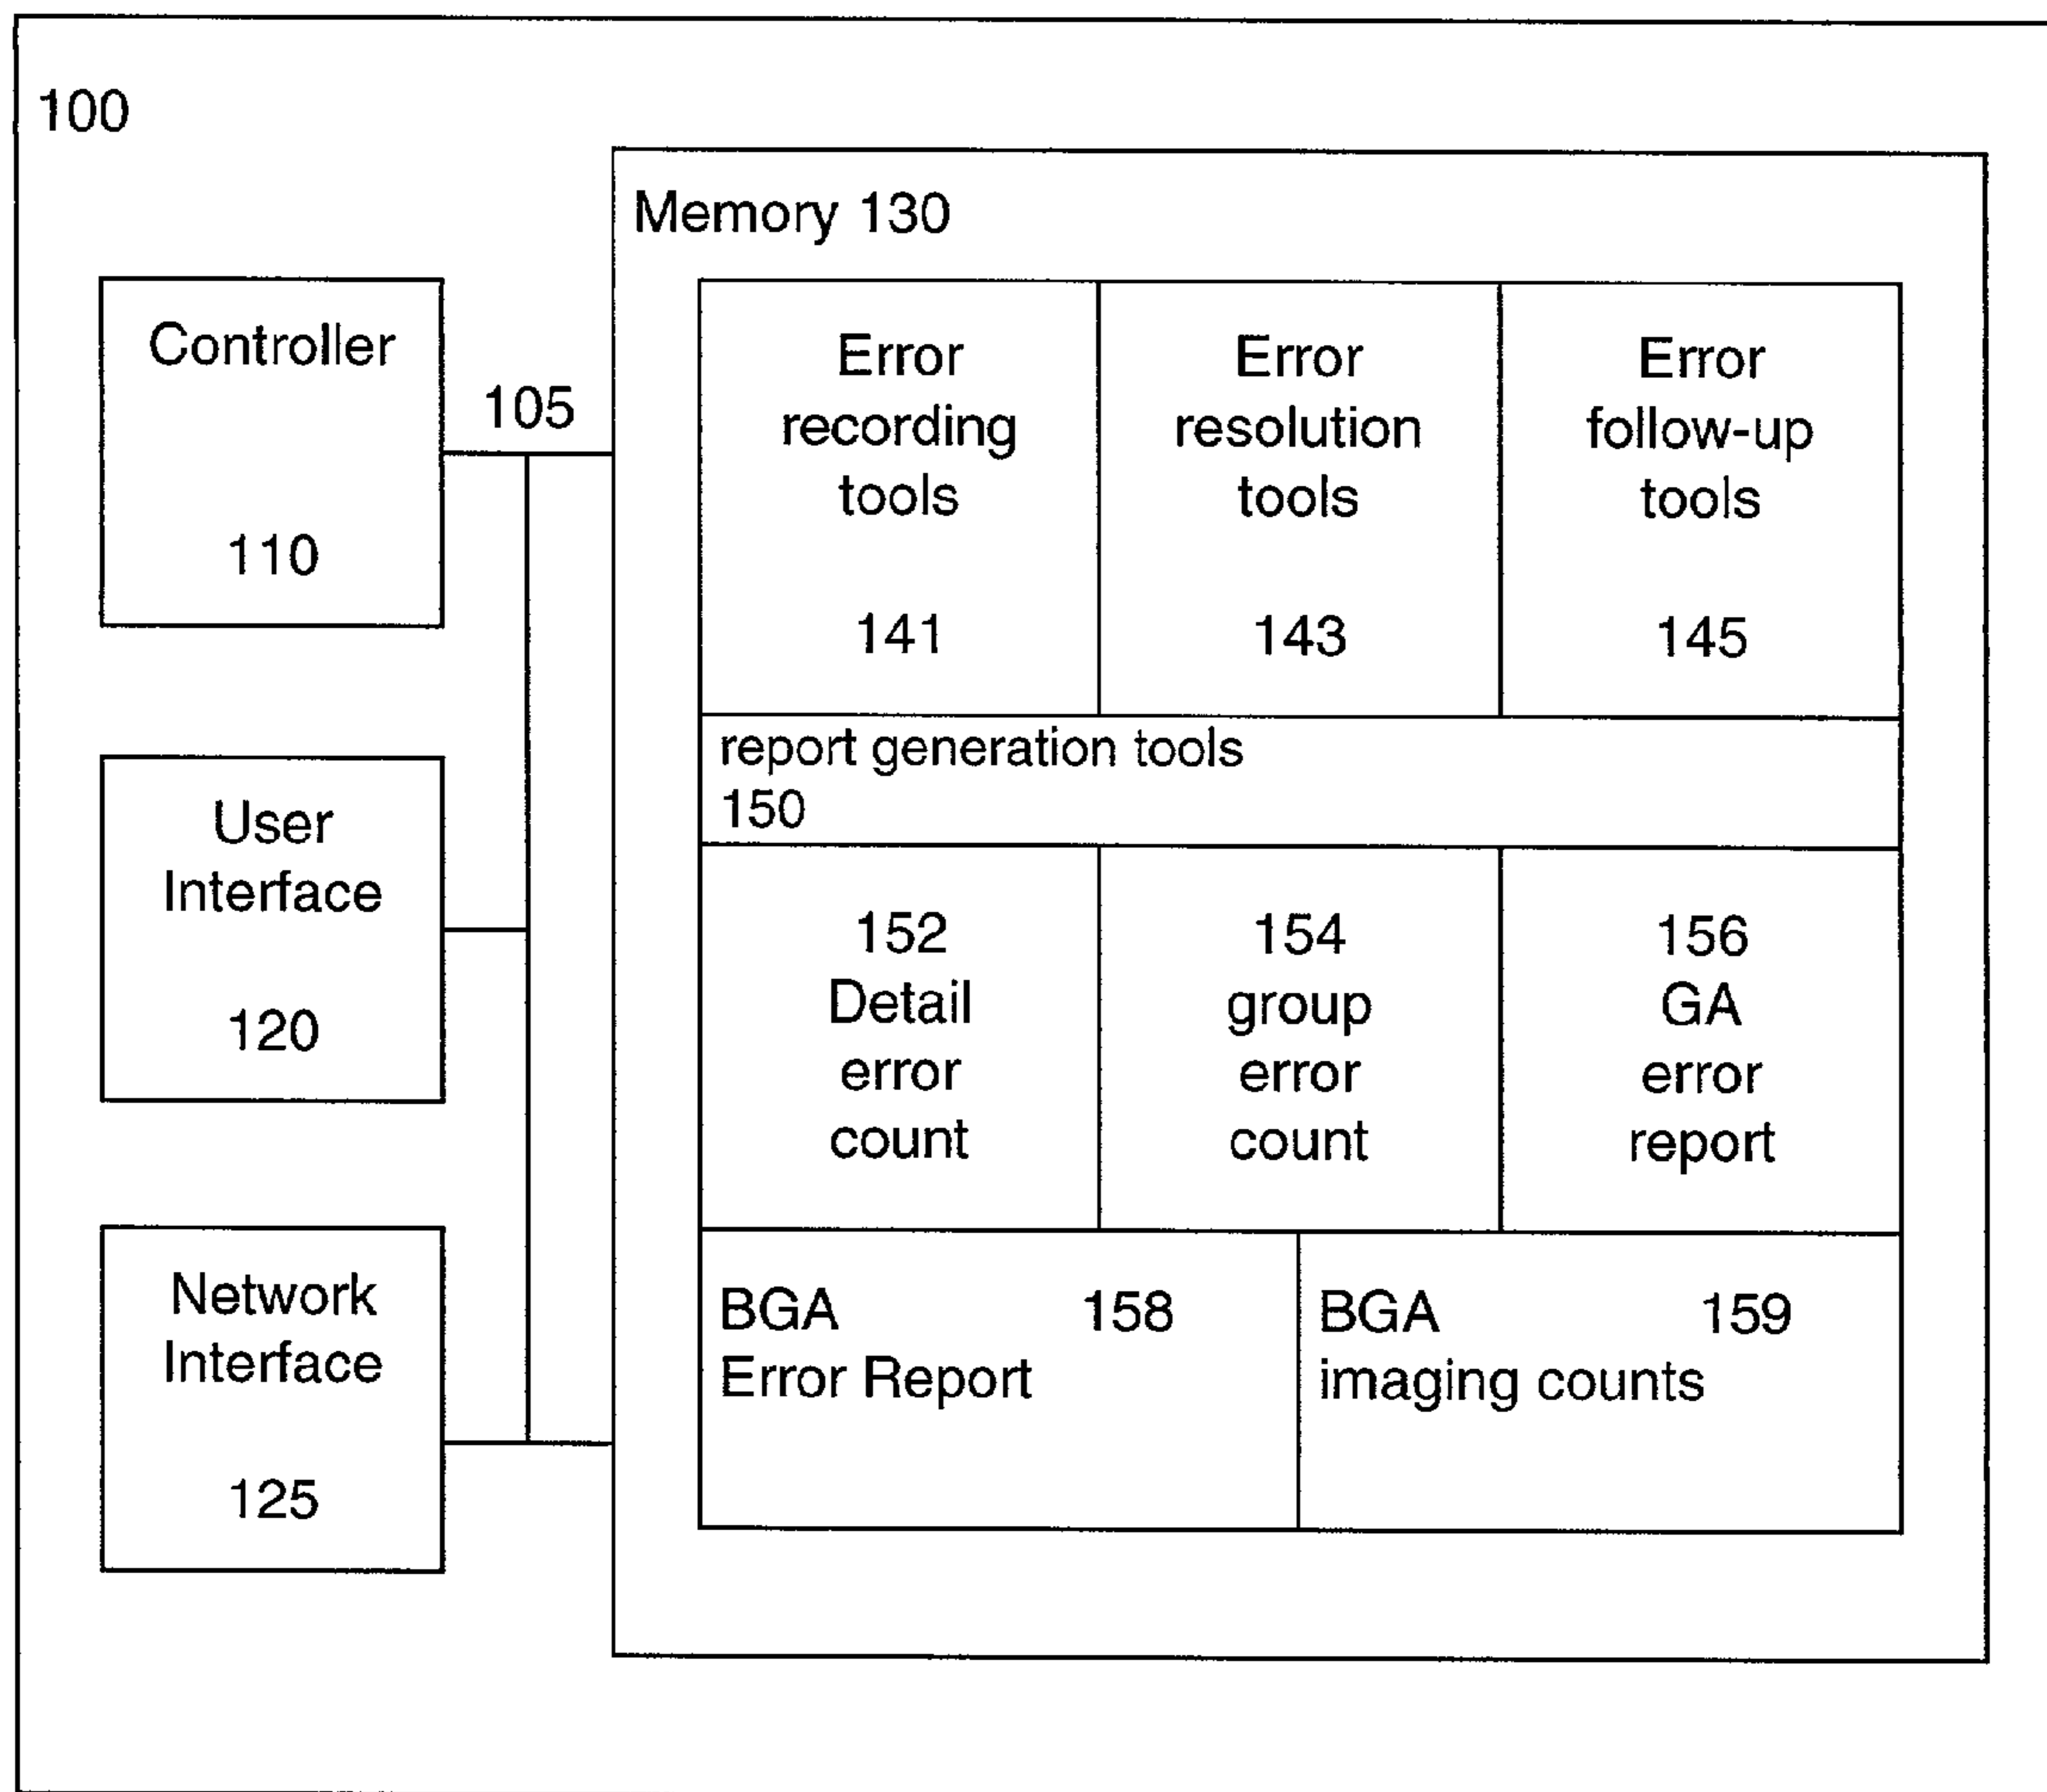 100
Memory 130
Controller
110
105
User
Interface
120
Network
Interface
125
Error
recording
tools
141
Error
resolution
tools
143
Error
follow-up
tools
145
report generation tools
150
152
Detail
error
count
154
group
error
count
156
GA
error
report
BGA 158
Error Report
BGA 159
imaging counts